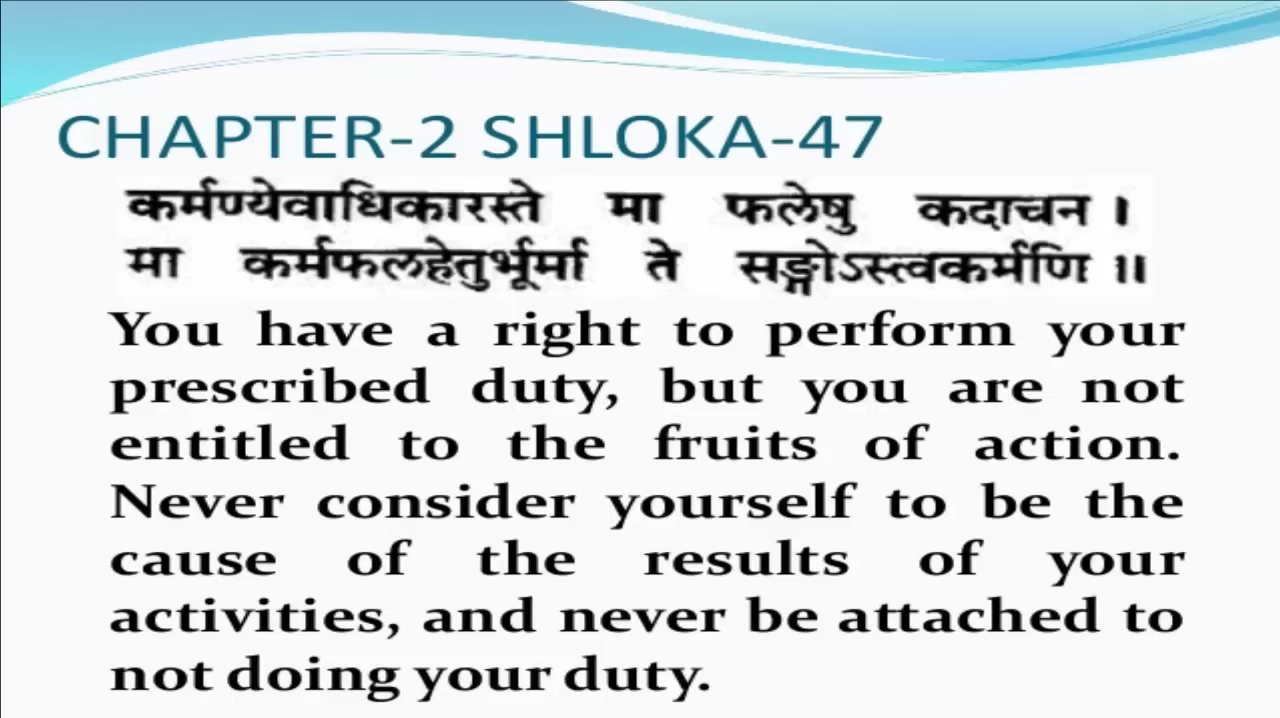 CHAPTER-2 SHLOKA-47
कर्मण्येवाधिकारस्ते मा फलेषु कदाचन ।
मा कर्मफलहेतुर्भूर्मा ते सङ्गोऽस्त्वकर्मणि ॥
You have a right to perform your
prescribed duty, but you are not
entitled to the fruits of action.
Never consider yourself to be the
cause of the results of your
activities, and never be attached to
not doing your duty.